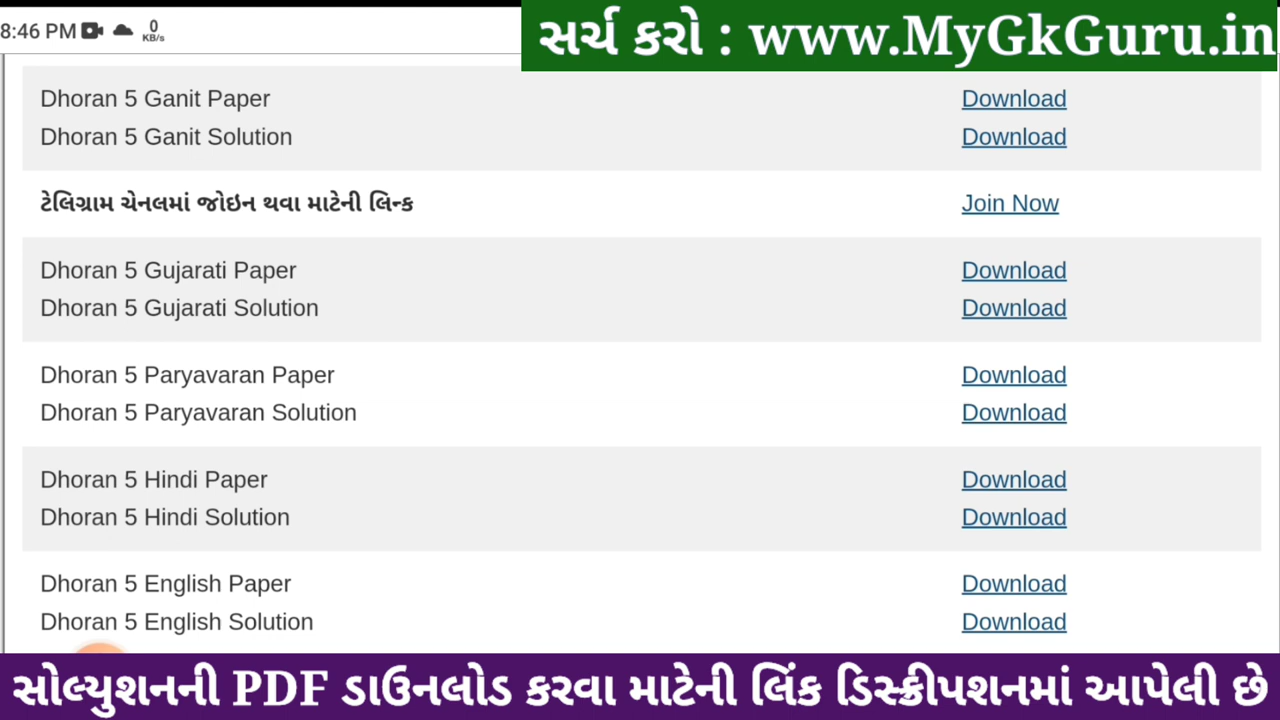 8:46 PM 0 KB/s
સર્ચ કરો : www.MyGkGuru.in
Dhoran 5 Ganit Paper Download
Dhoran 5 Ganit Solution Download
ટેલિગ્રામ ચેનલમાં જોઇન થવા માટેની લિન્ક Join Now
Dhoran 5 Gujarati Paper Download
Dhoran 5 Gujarati Solution Download
Dhoran 5 Paryavaran Paper Download
Dhoran 5 Paryavaran Solution Download
Dhoran 5 Hindi Paper Download
Dhoran 5 Hindi Solution Download
Dhoran 5 English Paper Download
Dhoran 5 English Solution Download
સોલ્યુશનની PDF ડાઉનલોડ કરવા માટેની લિંક ડિસ્ક્રીપશનમાં આપેલી છે